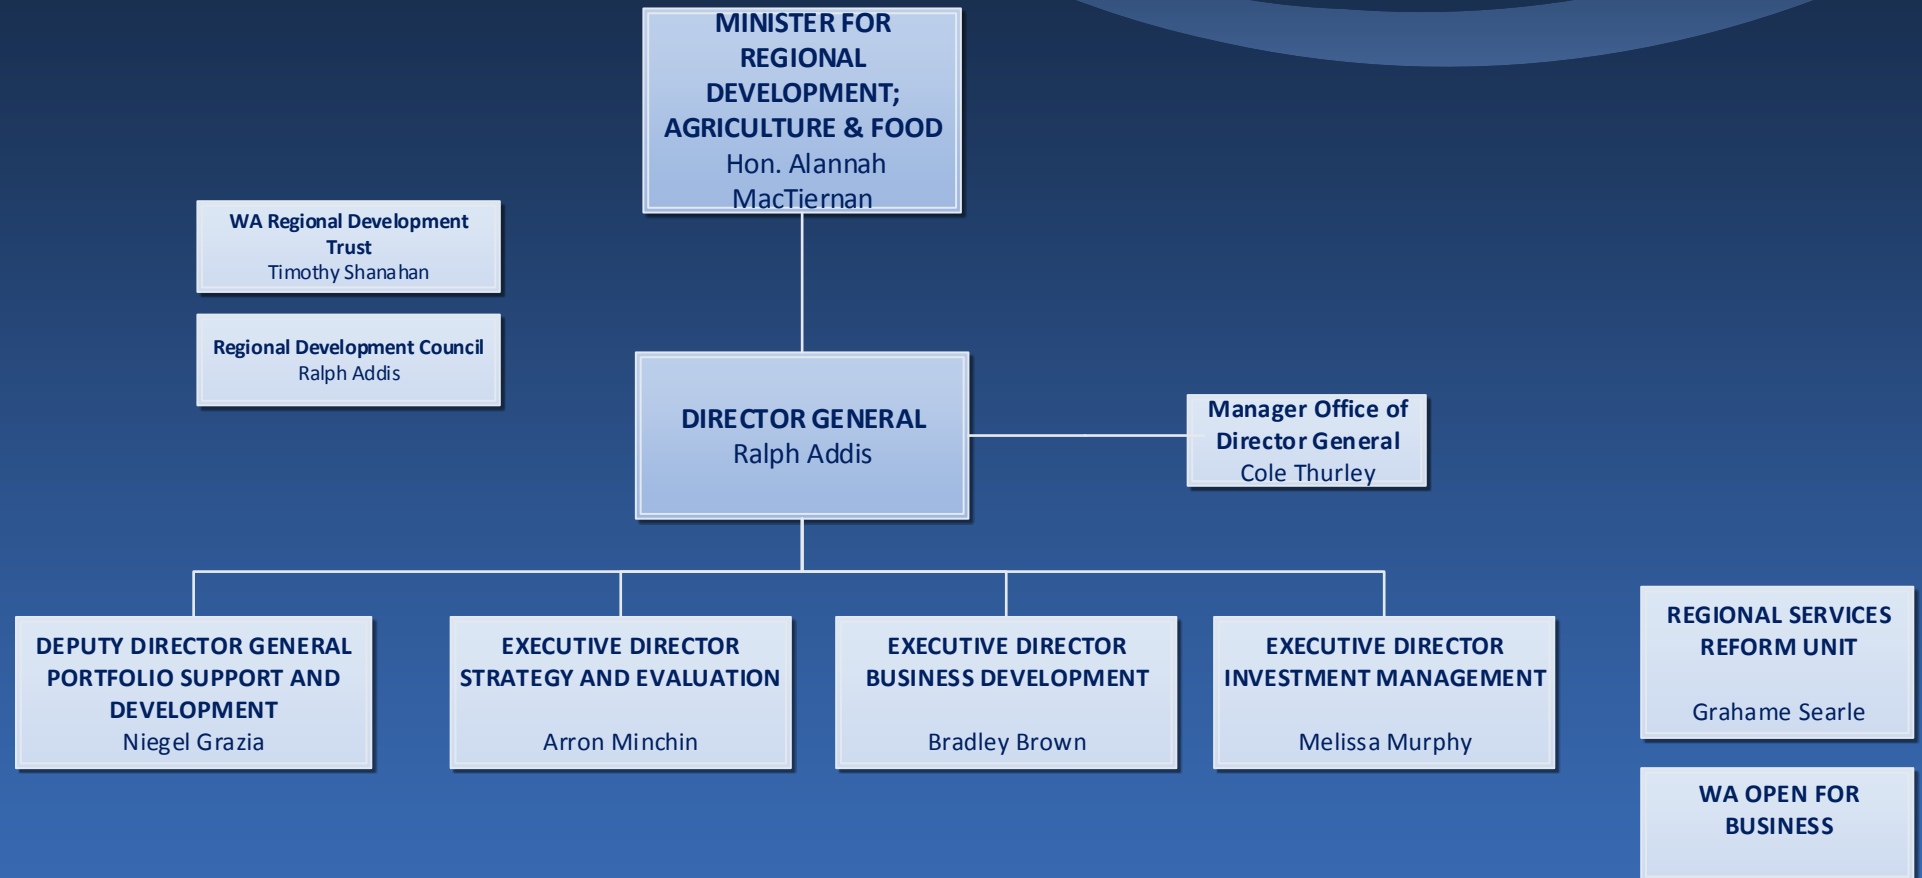 MINISTER FOR
REGIONAL
DEVELOPMENT;
AGRICULTURE & FOOD
Hon. Alannah
MacTiernan
WA Regional Development
Trust
Timothy Shanahan
Regional Development Council
Ralph Addis
DIRECTOR GENERAL
Ralph Addis
Manager Office of
Director General
Cole Thurley
DEPUTY DIRECTOR GENERAL
PORTFOLIO SUPPORT AND
DEVELOPMENT
Niegel Grazia
EXECUTIVE DIRECTOR
STRATEGY AND EVALUATION
Arron Minchin
EXECUTIVE DIRECTOR
BUSINESS DEVELOPMENT
Bradley Brown
EXECUTIVE DIRECTOR
INVESTMENT MANAGEMENT
Melissa Murphy
REGIONAL SERVICES
REFORM UNIT
Grahame Searle
WA OPEN FOR
BUSINESS